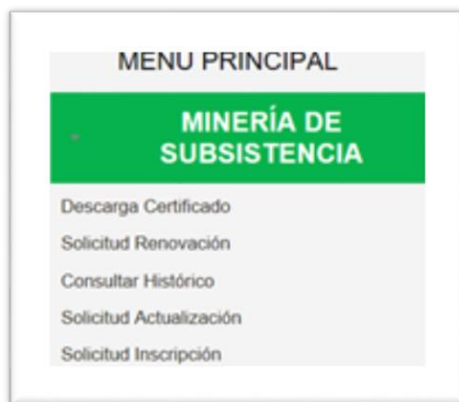 MENU PRINCIPAL
MINERÍA DE
SUBSISTENCIA
Descarga Certificado
Solicitud Renovación
Consultar Histórico
Solicitud Actualización
Solicitud Inscripción